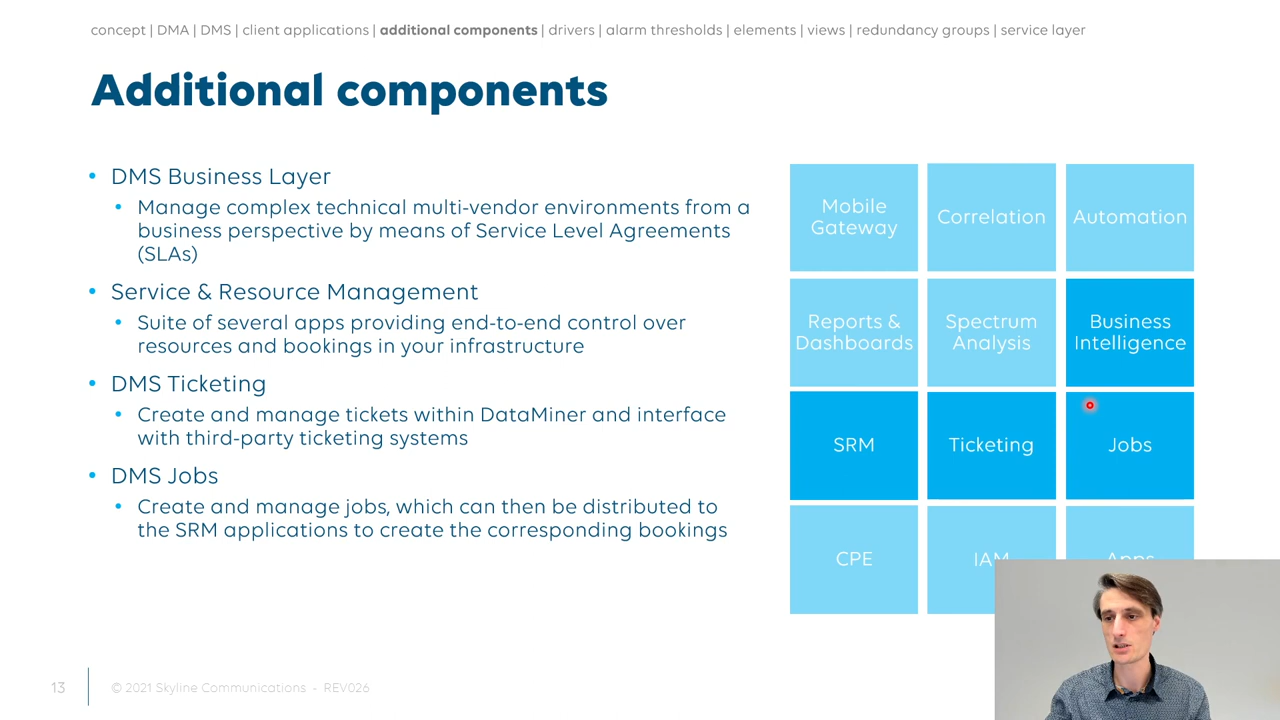 concept | DMA | DMS | client applications | additional components | drivers | alarm thresholds | elements | views | redundancy groups | service layer
Additional components
• DMS Business Layer
• Manage complex technical multi-vendor environments from a
business perspective by means of Service Level Agreements
(SLAs)
• Service & Resource Management
• Suite of several apps providing end-to-end control over
resources and bookings in your infrastructure
• DMS Ticketing
• Create and manage tickets within DataMiner and interface
with third-party ticketing systems
• DMS Jobs
• Create and manage jobs, which can then be distributed to
the SRM applications to create the corresponding bookings
Mobile
Gateway
Correlation
Automation
Reports &
Dashboards
Spectrum
Analysis
Business
Intelligence
SRM
Ticketing
Jobs
CPE
IAM
Apps
13
© 2021 Skyline Communications - REV026